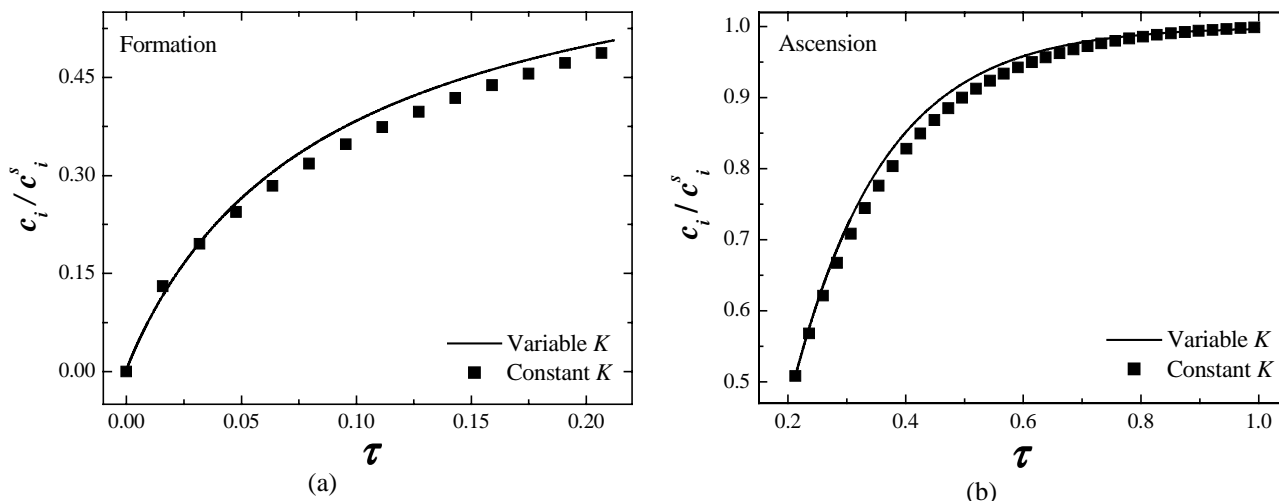 Formation
0.45
0.30
0.15
0.00
c_i / c_i^s
Variable K
Constant K
0.00 0.05 0.10 0.15 0.20
τ
(a)
Ascension
1.0
0.9
0.8
0.7
0.6
0.5
c_i / c_i^s
Variable K
Constant K
0.2 0.4 0.6 0.8 1.0
τ
(b)